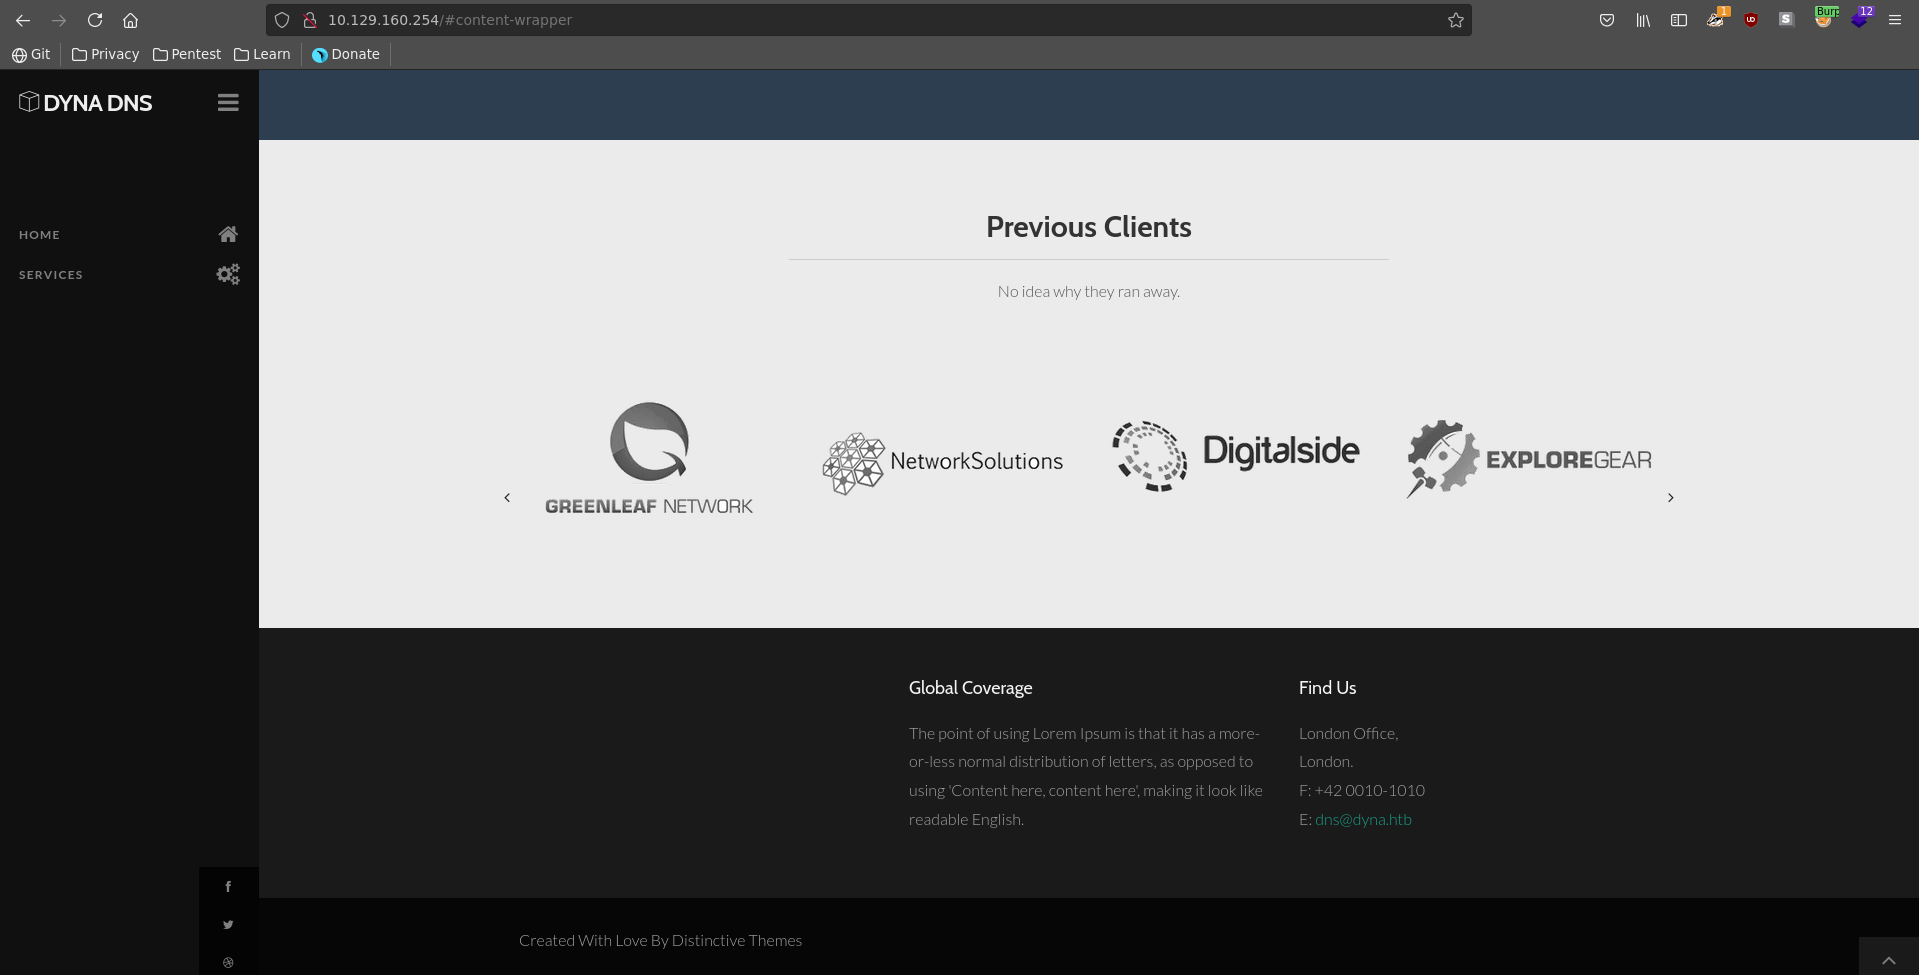 10.129.160.254/#content-wrapper
1
UD
S
Burp
12
Git
Privacy
Pentest
Learn
Donate
DYNA DNS
HOME
SERVICES
Previous Clients
No idea why they ran away.
GREENLEAF NETWORK
NetworkSolutions
Digitalside
EXPLOREGEAR
Global Coverage
The point of using Lorem Ipsum is that it has a more-
or-less normal distribution of letters, as opposed to
using 'Content here, content here', making it look like
readable English.
Find Us
London Office,
London.
F: +42 0010-1010
E: dns@dyna.htb
Created With Love By Distinctive Themes